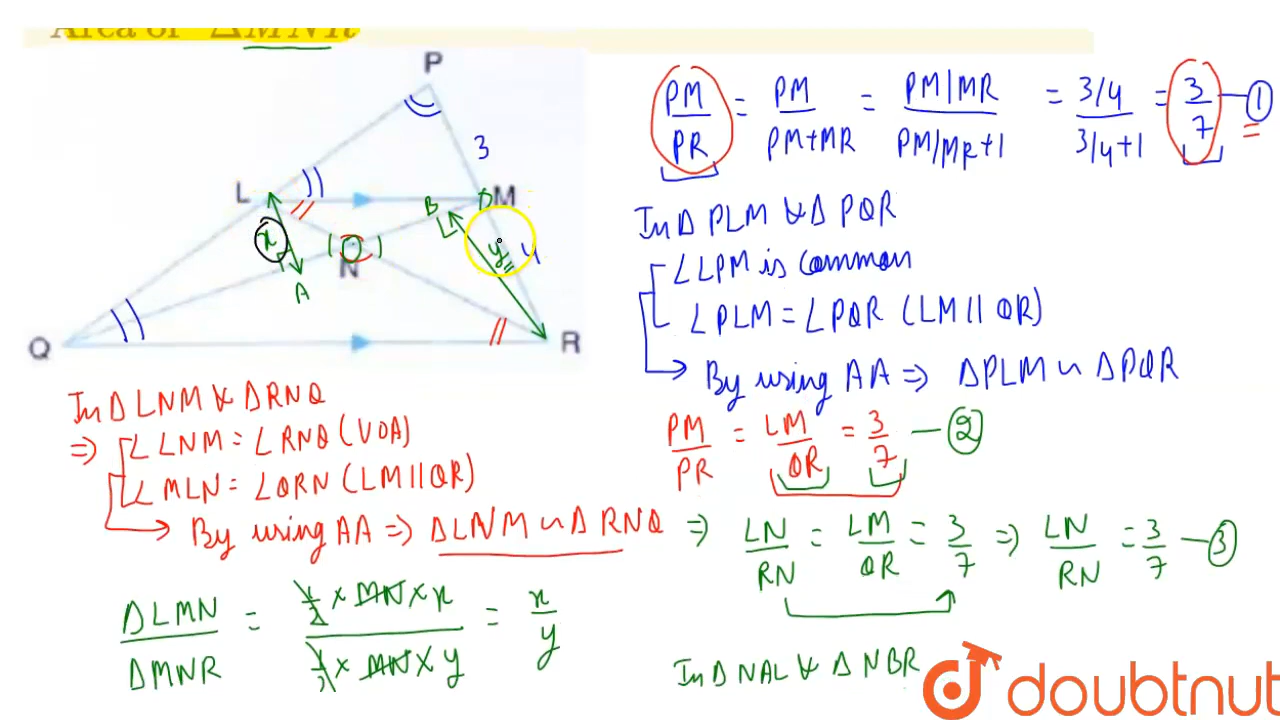 Area of ΔMNR
P
3
L
M
B
x
N
y
4
A
Q
R
PM/PR = PM/PM+MR = PM/MR/PM/MR+1 = 3/4/3/4+1 = 3/7 — ①
In Δ PLM & Δ PQR
∠LPM is common
∠PLM = ∠PQR (LM || QR)
By using AA ⇒ ΔPLM ∽ ΔPQR
PM/PR = LM/QR = 3/7 — ②
In Δ LNM & ΔRNQ
⇒ ∠LNM = ∠RNQ (VOA)
∠MLN = ∠QRN (LM || QR)
By using AA ⇒ ΔLNM ∽ Δ RNQ ⇒ LN/RN = LM/QR = 3/7 ⇒ LN/RN = 3/7 — ③
ΔLMN/ΔMNR = 1/2 × MN × x/1/2 × MN × y = x/y
In Δ NAL & Δ NBR
doubtnut